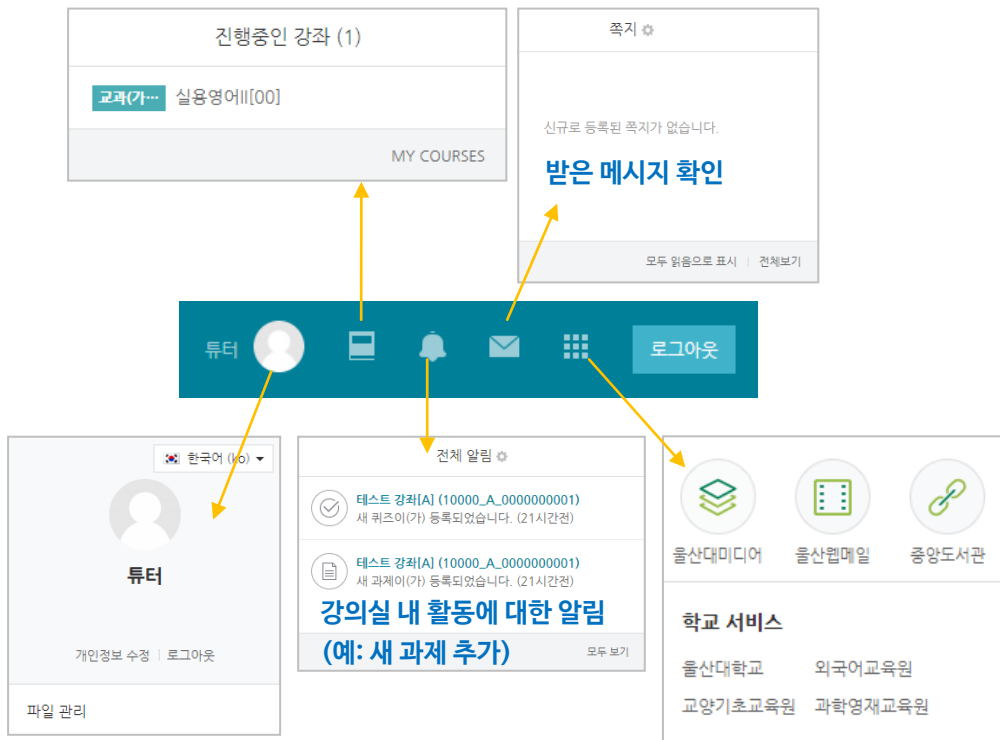 진행중인 강좌 (1)
교과(가… 실용영어II[00]
MY COURSES
쪽지
신규로 등록된 쪽지가 없습니다.
받은 메시지 확인
모두 읽음으로 표시 | 전체보기
튜터
로그아웃
한국어 (ko)
튜터
개인정보 수정 | 로그아웃
파일 관리
전체 알림
테스트 강좌[A] (10000_A_0000000001)
새 퀴즈이(가) 등록되었습니다. (21시간전)
테스트 강좌[A] (10000_A_0000000001)
새 과제이(가) 등록되었습니다. (21시간전)
강의실 내 활동에 대한 알림
(예: 새 과제 추가)
모두 보기
울산대미디어 울산웹메일 중앙도서관
학교 서비스
울산대학교 외국어교육원
교양기초교육원 과학영재교육원